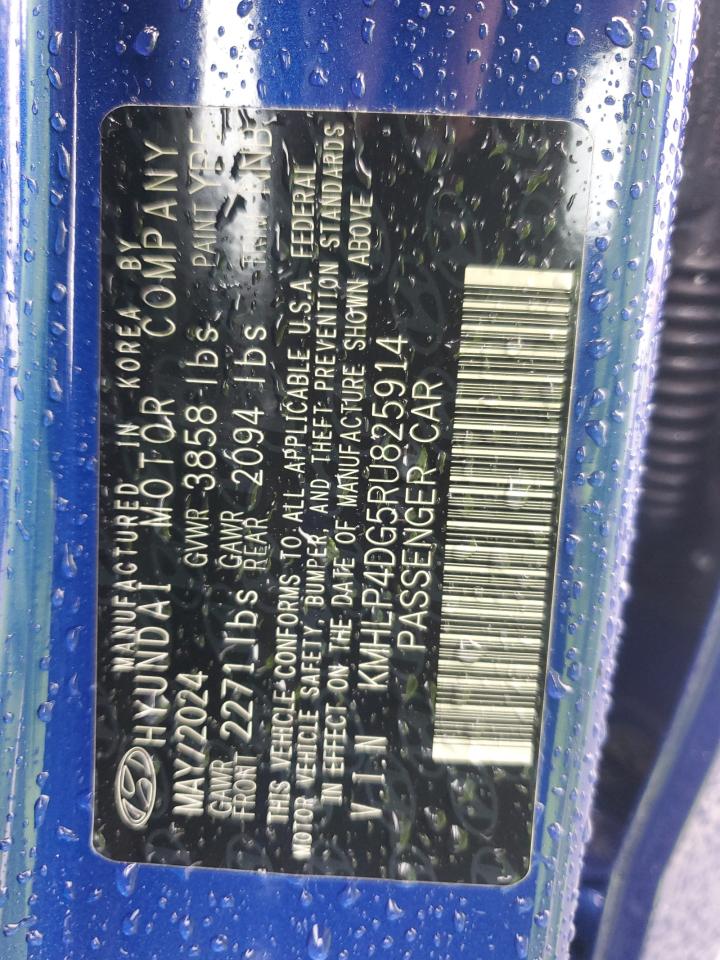 MANUFACTURED IN KOREA BY
HYUNDAI MOTOR COMPANY
MAY/2024 GVWR 3858 lbs PAINT YP5
GAWR FRONT 2271 lbs GAWR REAR 2094 lbs
THIS VEHICLE CONFORMS TO ALL APPLICABLE U.S.A. FEDERAL
MOTOR VEHICLE SAFETY, BUMPER, AND THEFT PREVENTION STANDARDS
IN EFFECT ON THE DATE OF MANUFACTURE SHOWN ABOVE
V.I.N KMHLP4DG5RU825914
PASSENGER CAR